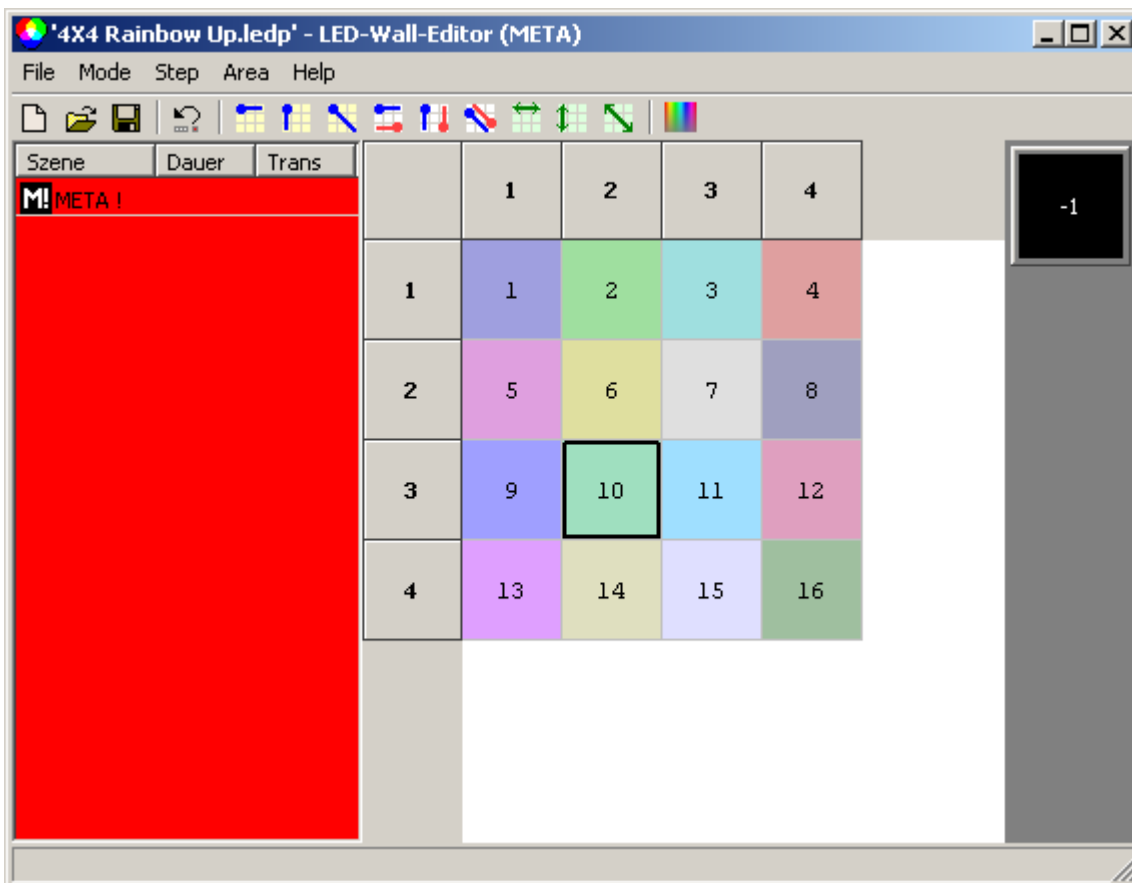 '4X4 Rainbow Up.ledp' - LED-Wall-Editor (META)
File Mode Step Area Help
Szene Dauer Trans
M! META !
1 2 3 4
-1
1 1 2 3 4
2 5 6 7 8
3 9 10 11 12
4 13 14 15 16